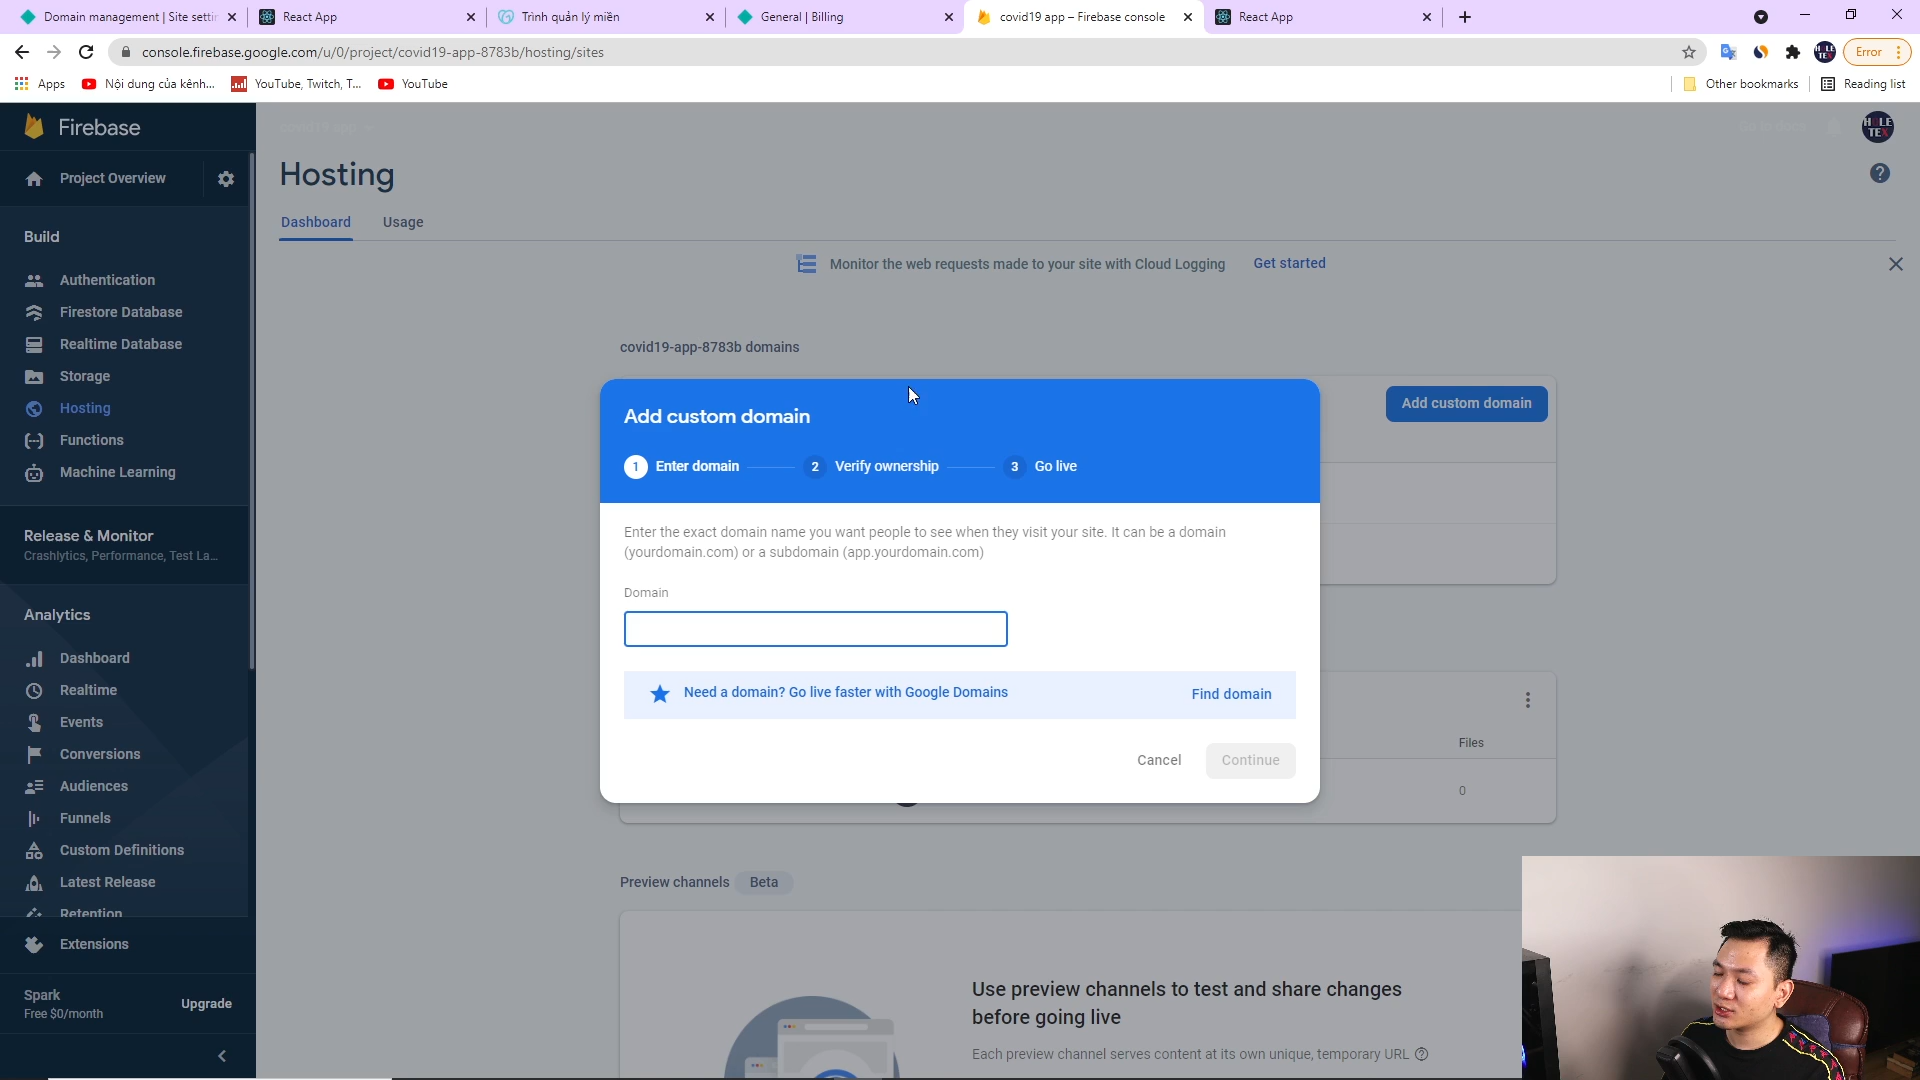 Domain management | Site settin
React App
Trình quản lý miền
General | Billing
covid19 app – Firebase console
React App
console.firebase.google.com/u/0/project/covid19-app-8783b/hosting/sites
Error
Apps
Nội dung của kênh...
YouTube, Twitch, T...
YouTube
Other bookmarks
Reading list
Firebase
HOLE
TEX
Project Overview
Hosting
Dashboard
Usage
Monitor the web requests made to your site with Cloud Logging
Get started
Build
Authentication
Firestore Database
Realtime Database
Storage
Hosting
Functions
Machine Learning
covid19-app-8783b domains
Add custom domain
Add custom domain
1 Enter domain
2 Verify ownership
3 Go live
Enter the exact domain name you want people to see when they visit your site. It can be a domain
(yourdomain.com) or a subdomain (app.yourdomain.com)
Domain
Need a domain? Go live faster with Google Domains
Find domain
Cancel
Continue
Release & Monitor
Crashlytics, Performance, Test La...
Analytics
Dashboard
Realtime
Events
Conversions
Audiences
Funnels
Custom Definitions
Latest Release
Retention
Extensions
Spark
Free $0/month
Upgrade
Files
0
Preview channels
Beta
Use preview channels to test and share changes
before going live
Each preview channel serves content at its own unique, temporary URL